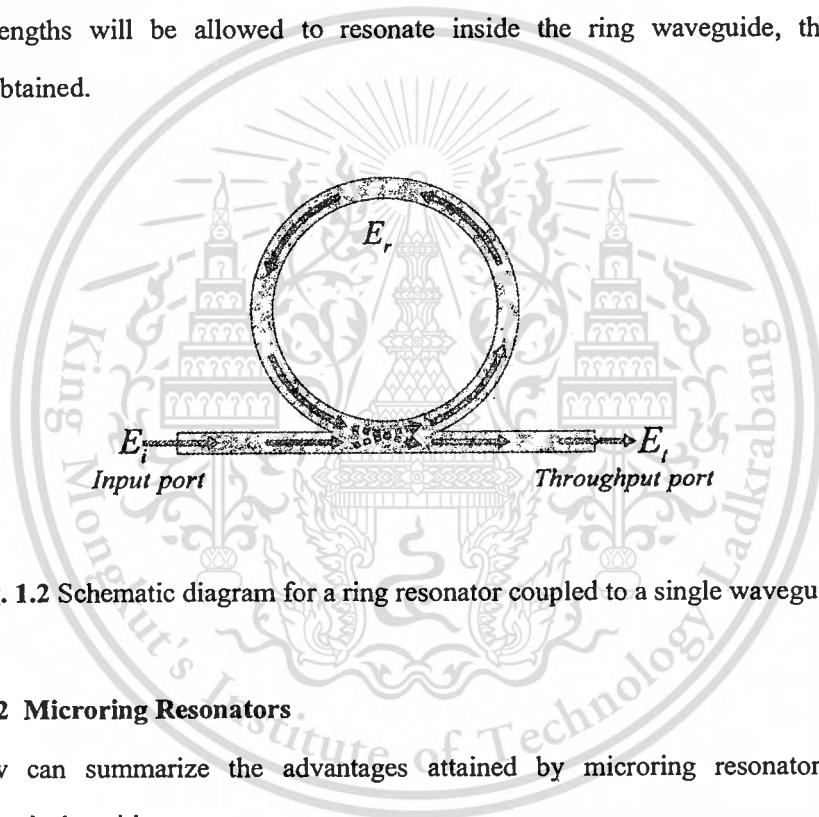 engths will be allowed to resonate inside the ring waveguide, th
btained.
E_r
E_i
E_t
Input port
Throughput port
. 1.2 Schematic diagram for a ring resonator coupled to a single wavegu
2 Microring Resonators
can summarize the advantages attained by microring resonator
King Mongkut's Institute of Technology Ladkrabang